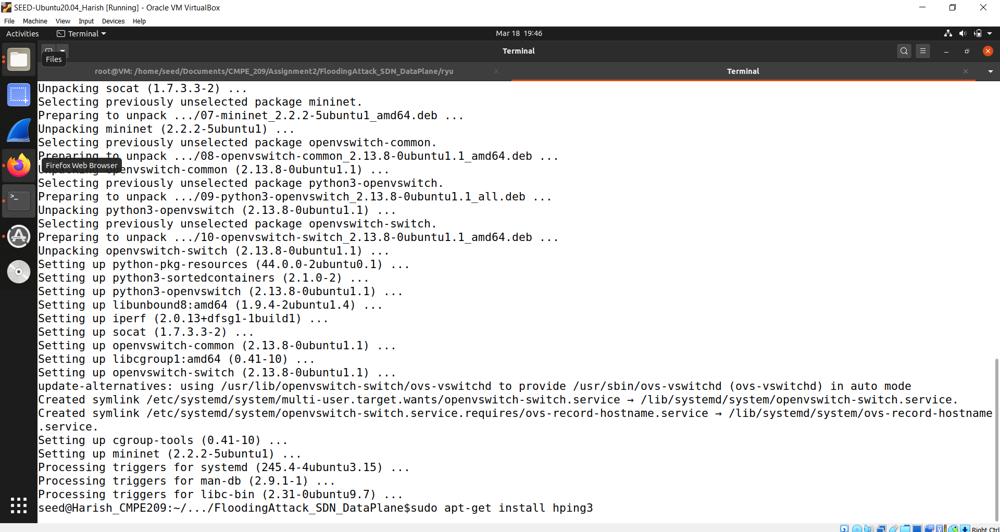 SEED-Ubuntu20.04_Harish [Running] - Oracle VM VirtualBox
File Machine View Input Devices Help
Activities Terminal Mar 18 19:46
Terminal
Files
root@VM: /home/seed/Documents/CMPE_209/Assignment2/FloodingAttack_SDN_DataPlane/ryu
Terminal
Unpacking socat (1.7.3.3-2) ...
Selecting previously unselected package mininet.
Preparing to unpack .../07-mininet_2.2.2-5ubuntu1_amd64.deb ...
Unpacking mininet (2.2.2-5ubuntu1) ...
Selecting previously unselected package openvswitch-common.
Preparing to unpack .../08-openvswitch-common_2.13.8-0ubuntu1.1_amd64.deb ...
Firefox Web Browser
Unpacking openvswitch-common (2.13.8-0ubuntu1.1) ...
Selecting previously unselected package python3-openvswitch.
Preparing to unpack .../09-python3-openvswitch_2.13.8-0ubuntu1.1_all.deb ...
Unpacking python3-openvswitch (2.13.8-0ubuntu1.1) ...
Selecting previously unselected package openvswitch-switch.
Preparing to unpack .../10-openvswitch-switch_2.13.8-0ubuntu1.1_amd64.deb ...
Unpacking openvswitch-switch (2.13.8-0ubuntu1.1) ...
Setting up python-pkg-resources (44.0.0-2ubuntu0.1) ...
Setting up python3-sortedcontainers (2.1.0-2) ...
Setting up python3-openvswitch (2.13.8-0ubuntu1.1) ...
Setting up libunbound8:amd64 (1.9.4-2ubuntu1.4) ...
Setting up iperf (2.0.13+dfsg1-1build1) ...
Setting up socat (1.7.3.3-2) ...
Setting up openvswitch-common (2.13.8-0ubuntu1.1) ...
Setting up libcgroup1:amd64 (0.41-10) ...
Setting up openvswitch-switch (2.13.8-0ubuntu1.1) ...
update-alternatives: using /usr/lib/openvswitch-switch/ovs-vswitchd to provide /usr/sbin/ovs-vswitchd (ovs-vswitchd) in auto mode
Created symlink /etc/systemd/system/multi-user.target.wants/openvswitch-switch.service → /lib/systemd/system/openvswitch-switch.service.
Created symlink /etc/systemd/system/openvswitch-switch.service.requires/ovs-record-hostname.service → /lib/systemd/system/ovs-record-hostname
.service.
Setting up cgroup-tools (0.41-10) ...
Setting up mininet (2.2.2-5ubuntu1) ...
Processing triggers for systemd (245.4-4ubuntu3.15) ...
Processing triggers for man-db (2.9.1-1) ...
Processing triggers for libc-bin (2.31-0ubuntu9.7) ...
seed@Harish_CMPE209:~/.../FloodingAttack_SDN_DataPlane$sudo apt-get install hping3
Right Ctrl